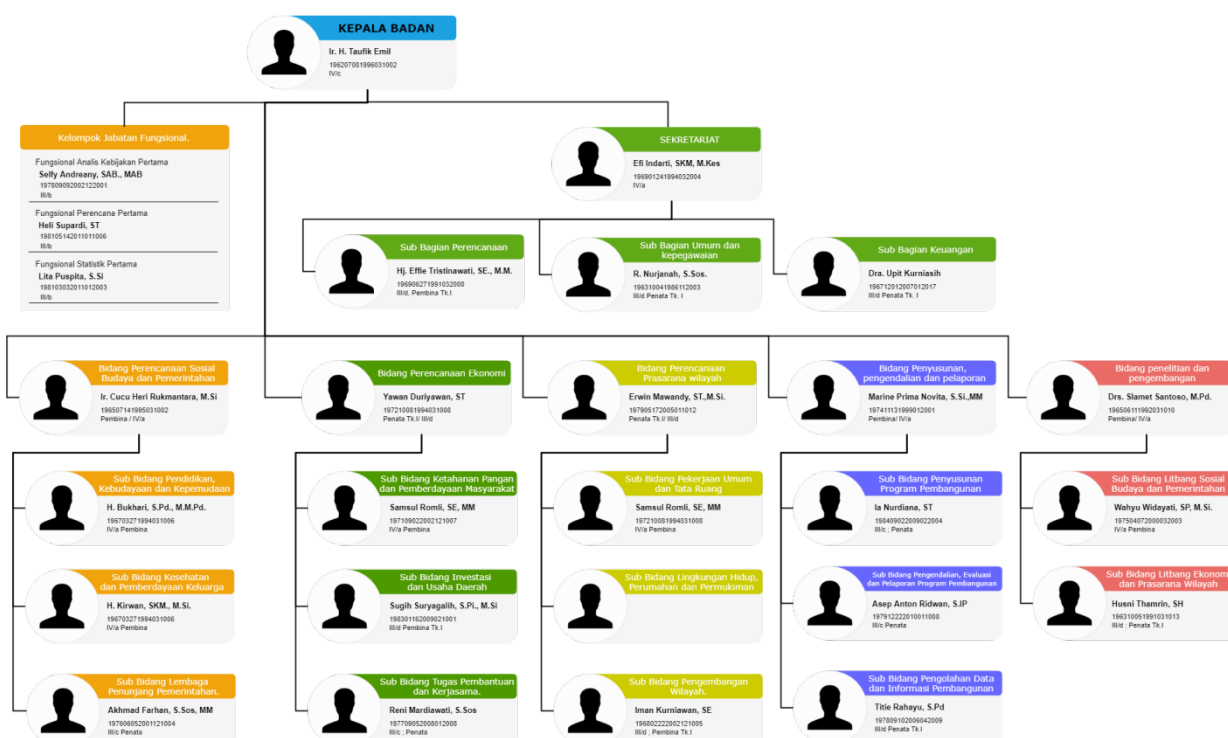 KEPALA BADAN
Ir. H. Taufik Emil
196207081996031002
IV/c
Kelompok Jabatan Fungsional.
Fungsional Analis Kebijakan Pertama
Selfy Andreany, SAB., MAB
197809092002122001
III/b
Fungsional Perencana Pertama
Heli Supardi, ST
198105142011011006
III/b
Fungsional Statistik Pertama
Lita Puspita, S.Si
198103032011012003
III/b
SEKRETARIAT
Efi Indarti, SKM, M.Kes
196901241994032004
IV/a
Sub Bagian Perencanaan
Hj. Effie Tristinawati, SE., M.M.
196906271991032008
III/d, Pembina Tk.I
Sub Bagian Umum dan
kepegawaian
R. Nurjanah, S.Sos.
196310041986112003
III/d Penata Tk. I
Sub Bagian Keuangan
Dra. Upit Kurniasih
196712012007012017
III/d Penata Tk. I
Bidang Perencanaan Sosial
Budaya dan Pemerintahan
Ir. Cucu Heri Rukmantara, M.Si
196507141995031002
Pembina / IV/a
Bidang Perencanaan Ekonomi
Yawan Duriyawan, ST
197210081994031008
Penata Tk.I/ III/d
Bidang Perencanaan
Prasarana wilayah
Erwin Mawandy, ST.,M.Si.
197905172005011012
Penata Tk.I/ III/d
Bidang Penyusunan,
pengendalian dan pelaporan
Marine Prima Novita, S.Si.,MM
197411131999012001
Pembina/ IV/a
Bidang penelitian dan
pengembangan
Drs. Slamet Santoso, M.Pd.
196506111992031010
Pembina/ IV/a
Sub Bidang Pendidikan,
Kebudayaan dan Kepemudaan
H. Bukhari, S.Pd., M.M.Pd.
196703271994031006
IV/a Pembina
Sub Bidang Ketahanan Pangan
dan Pemberdayaan Masyarakat
Samsul Romli, SE, MM
197109022002121007
IV/a Pembina
Sub Bidang Pekerjaan Umum
dan Tata Ruang
Samsul Romli, SE, MM
197210081994031008
IV/a Pembina
Sub Bidang Penyusunan
Program Pembangunan
Ia Nurdiana, ST
198409022009022004
III/c ; Penata
Sub Bidang Litbang Sosial
Budaya dan Pemerintahan
Wahyu Widayati, SP, M.Si.
197504072000032003
IV/a Pembina
Sub Bidang Kesehatan
dan Pemberdayaan Keluarga
H. Kirwan, SKM., M.Si.
196703271994031006
IV/a Pembina
Sub Bidang Investasi
dan Usaha Daerah
Sugih Suryagalih, S.Pi., M.Si
198301162009021001
III/d Pembina Tk.I
Sub Bidang Lingkungan Hidup,
Perumahan dan Permukiman
Sub Bidang Pengendalian, Evaluasi
dan Pelaporan Program Pembangunan
Asep Anton Ridwan, S.IP
197912222010011008
III/c Penata
Sub Bidang Litbang Ekonomi
dan Prasarana Wilayah
Husni Thamrin, SH
196310051991031013
III/d ; Penata Tk.I
Sub Bidang Lembaga
Penunjang Pemerintahan.
Akhmad Farhan, S.Sos, MM
197606052001121004
III/c Penata
Sub Bidang Tugas Pembantuan
dan Kerjasama.
Reni Mardiawati, S.Sos
197709052008012008
III/c ; Penata
Sub Bidang Pengembangan
Wilayah.
Iman Kurniawan, SE
196802222002121005
III/d ; Pembina Tk.I
Sub Bidang Pengolahan Data
dan Informasi Pembangunan
Titie Rahayu, S.Pd
197809102006042009
III/d Penata Tk.I